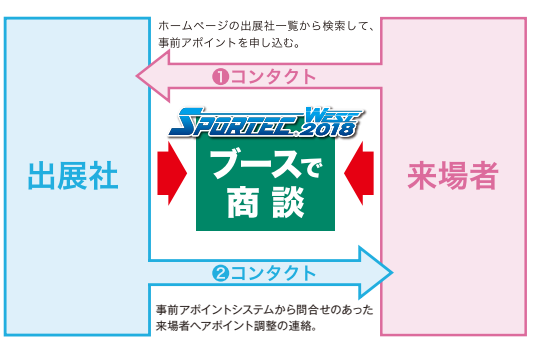 ホームページの出展社一覧から検索して、
事前アポイントを申し込む。
❶コンタクト
SPORTEC WEST 2018
出展社
ブースで
商談
来場者
❷コンタクト
事前アポイントシステムから問合せのあった
来場者へアポイント調整の連絡。